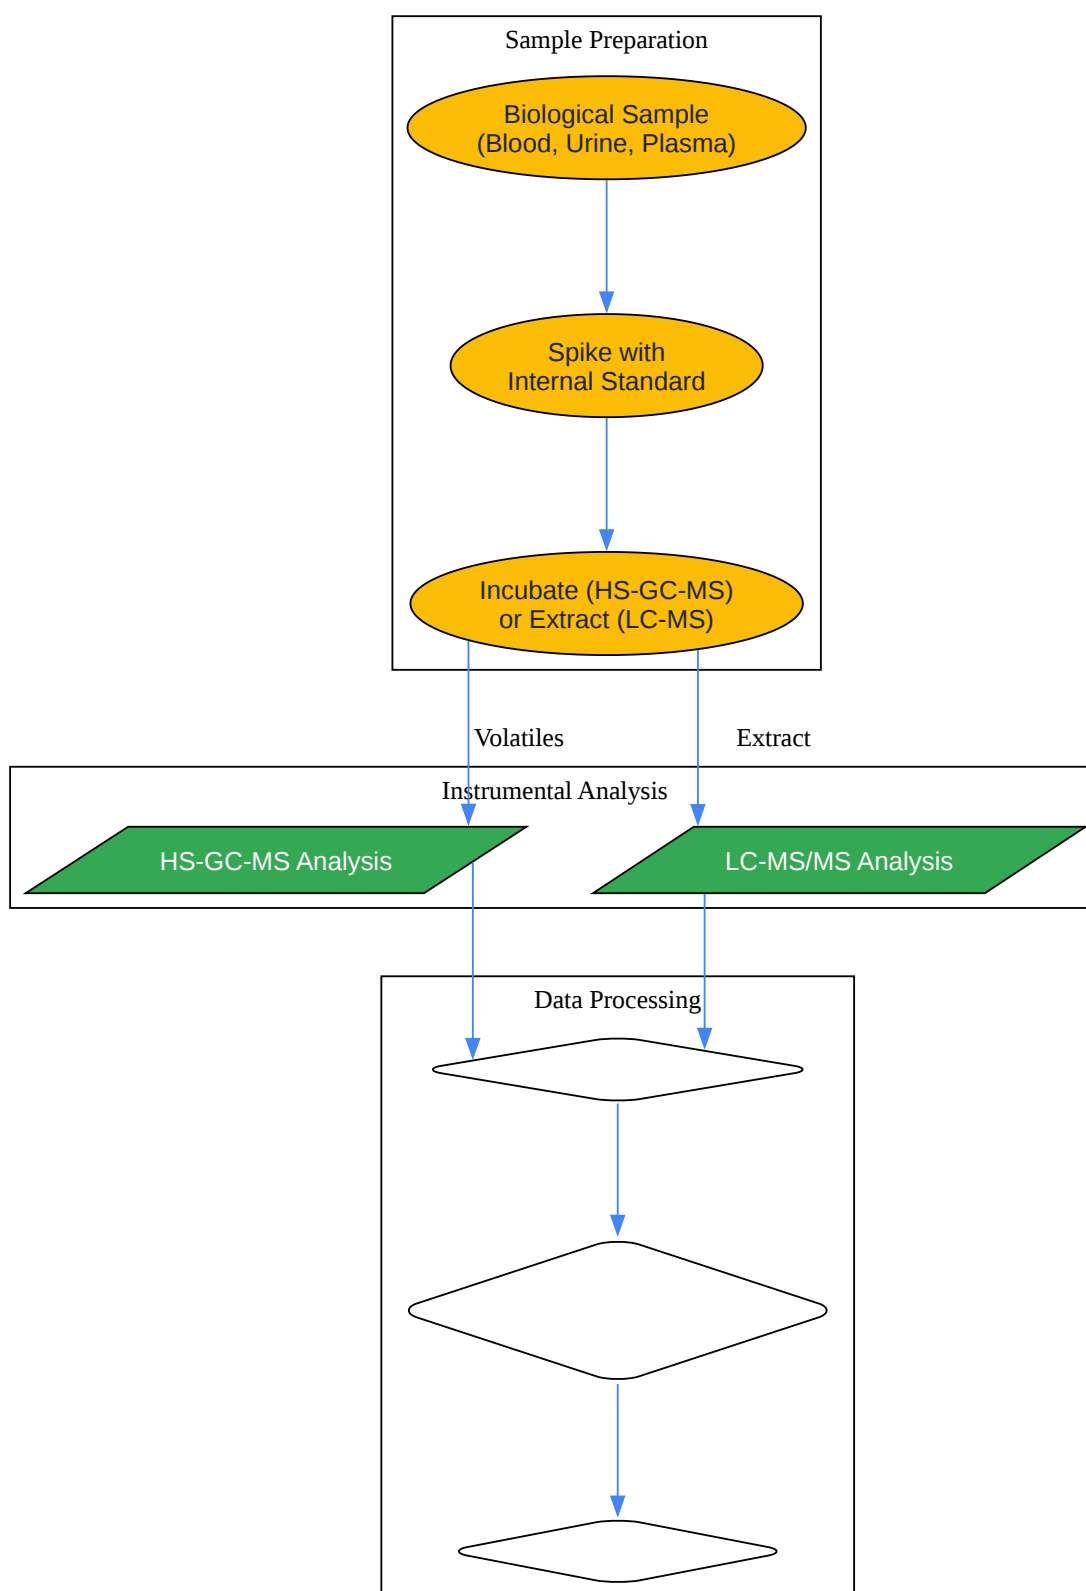 Sample Preparation
Biological Sample
(Blood, Urine, Plasma)
Spike with
Internal Standard
Incubate (HS-GC-MS)
or Extract (LC-MS)
Volatiles
Extract
Instrumental Analysis
HS-GC-MS Analysis
LC-MS/MS Analysis
Data Processing